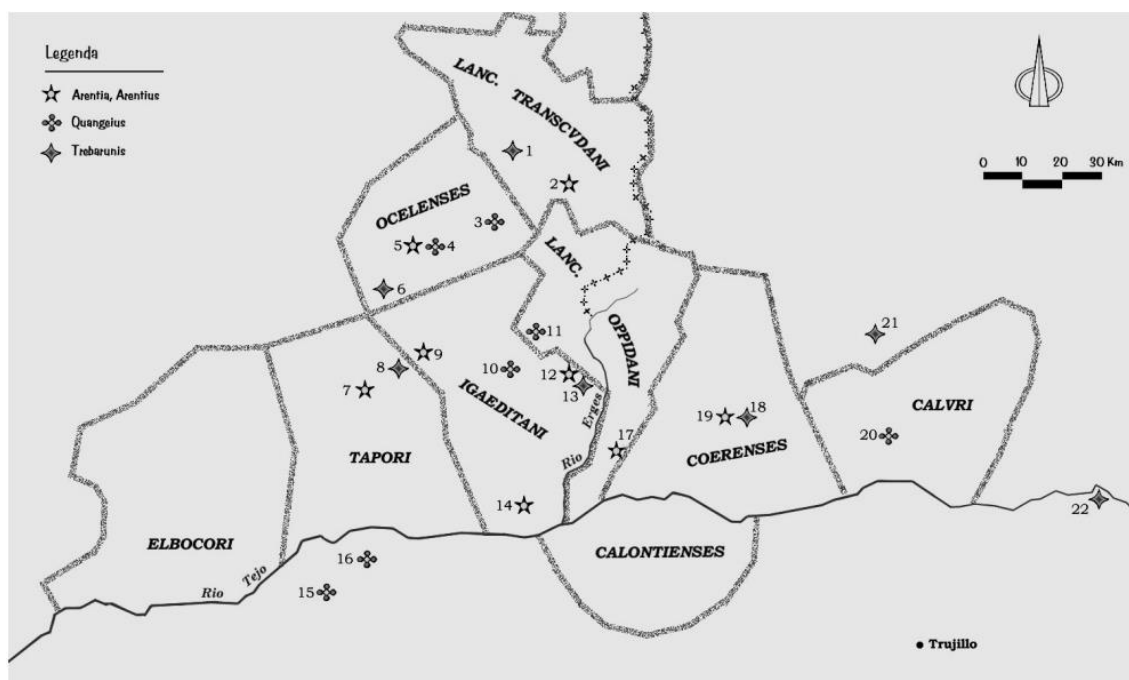 Legenda
Arentia, Arentius
Quangeius
Trebarunis
0 10 20 30 Km
LANC. TRANSCVDANI
1
2
OCELENSES
3
5
4
6
LANC. OPPIDANI
11
21
9
8
7
10
12
13
IGAEDITANI
Rio Erges
CALVRI
19
18
17
20
TAPORI
COERENSES
14
22
ELBOCORI
16
CALONTIENSES
15
Rio Tejo
Trujillo